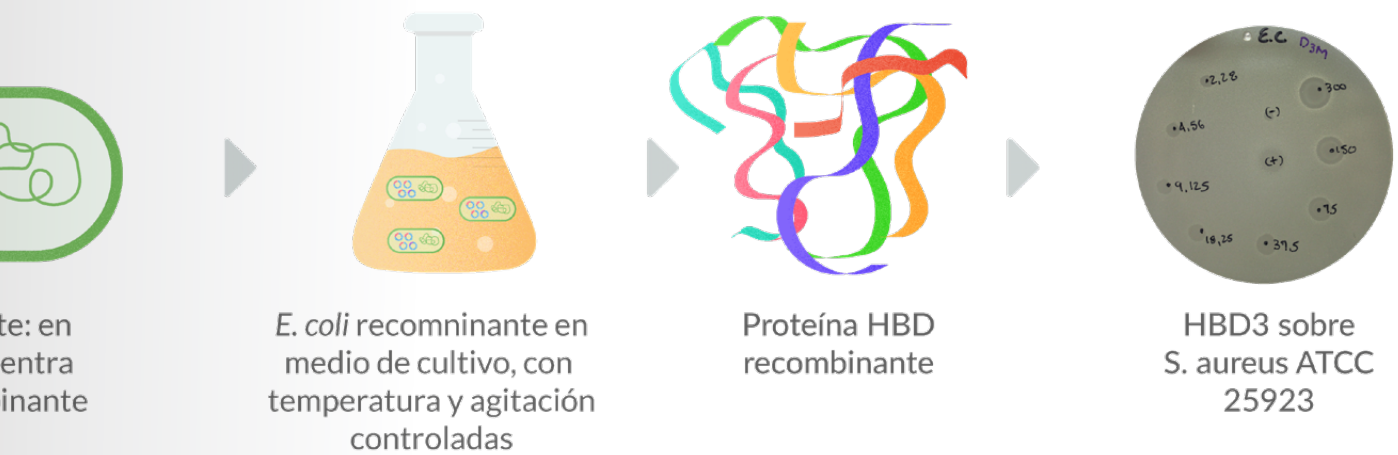 te: en
entra
inante
E. coli recomninante en
medio de cultivo, con
temperatura y agitación
controladas
Proteína HBD
recombinante
HBD3 sobre
S. aureus ATCC
25923
E.C D3M
•2,28
•300
(-)
•4,56
•150
(+)
•9,125
•75
•18,25
•37.5